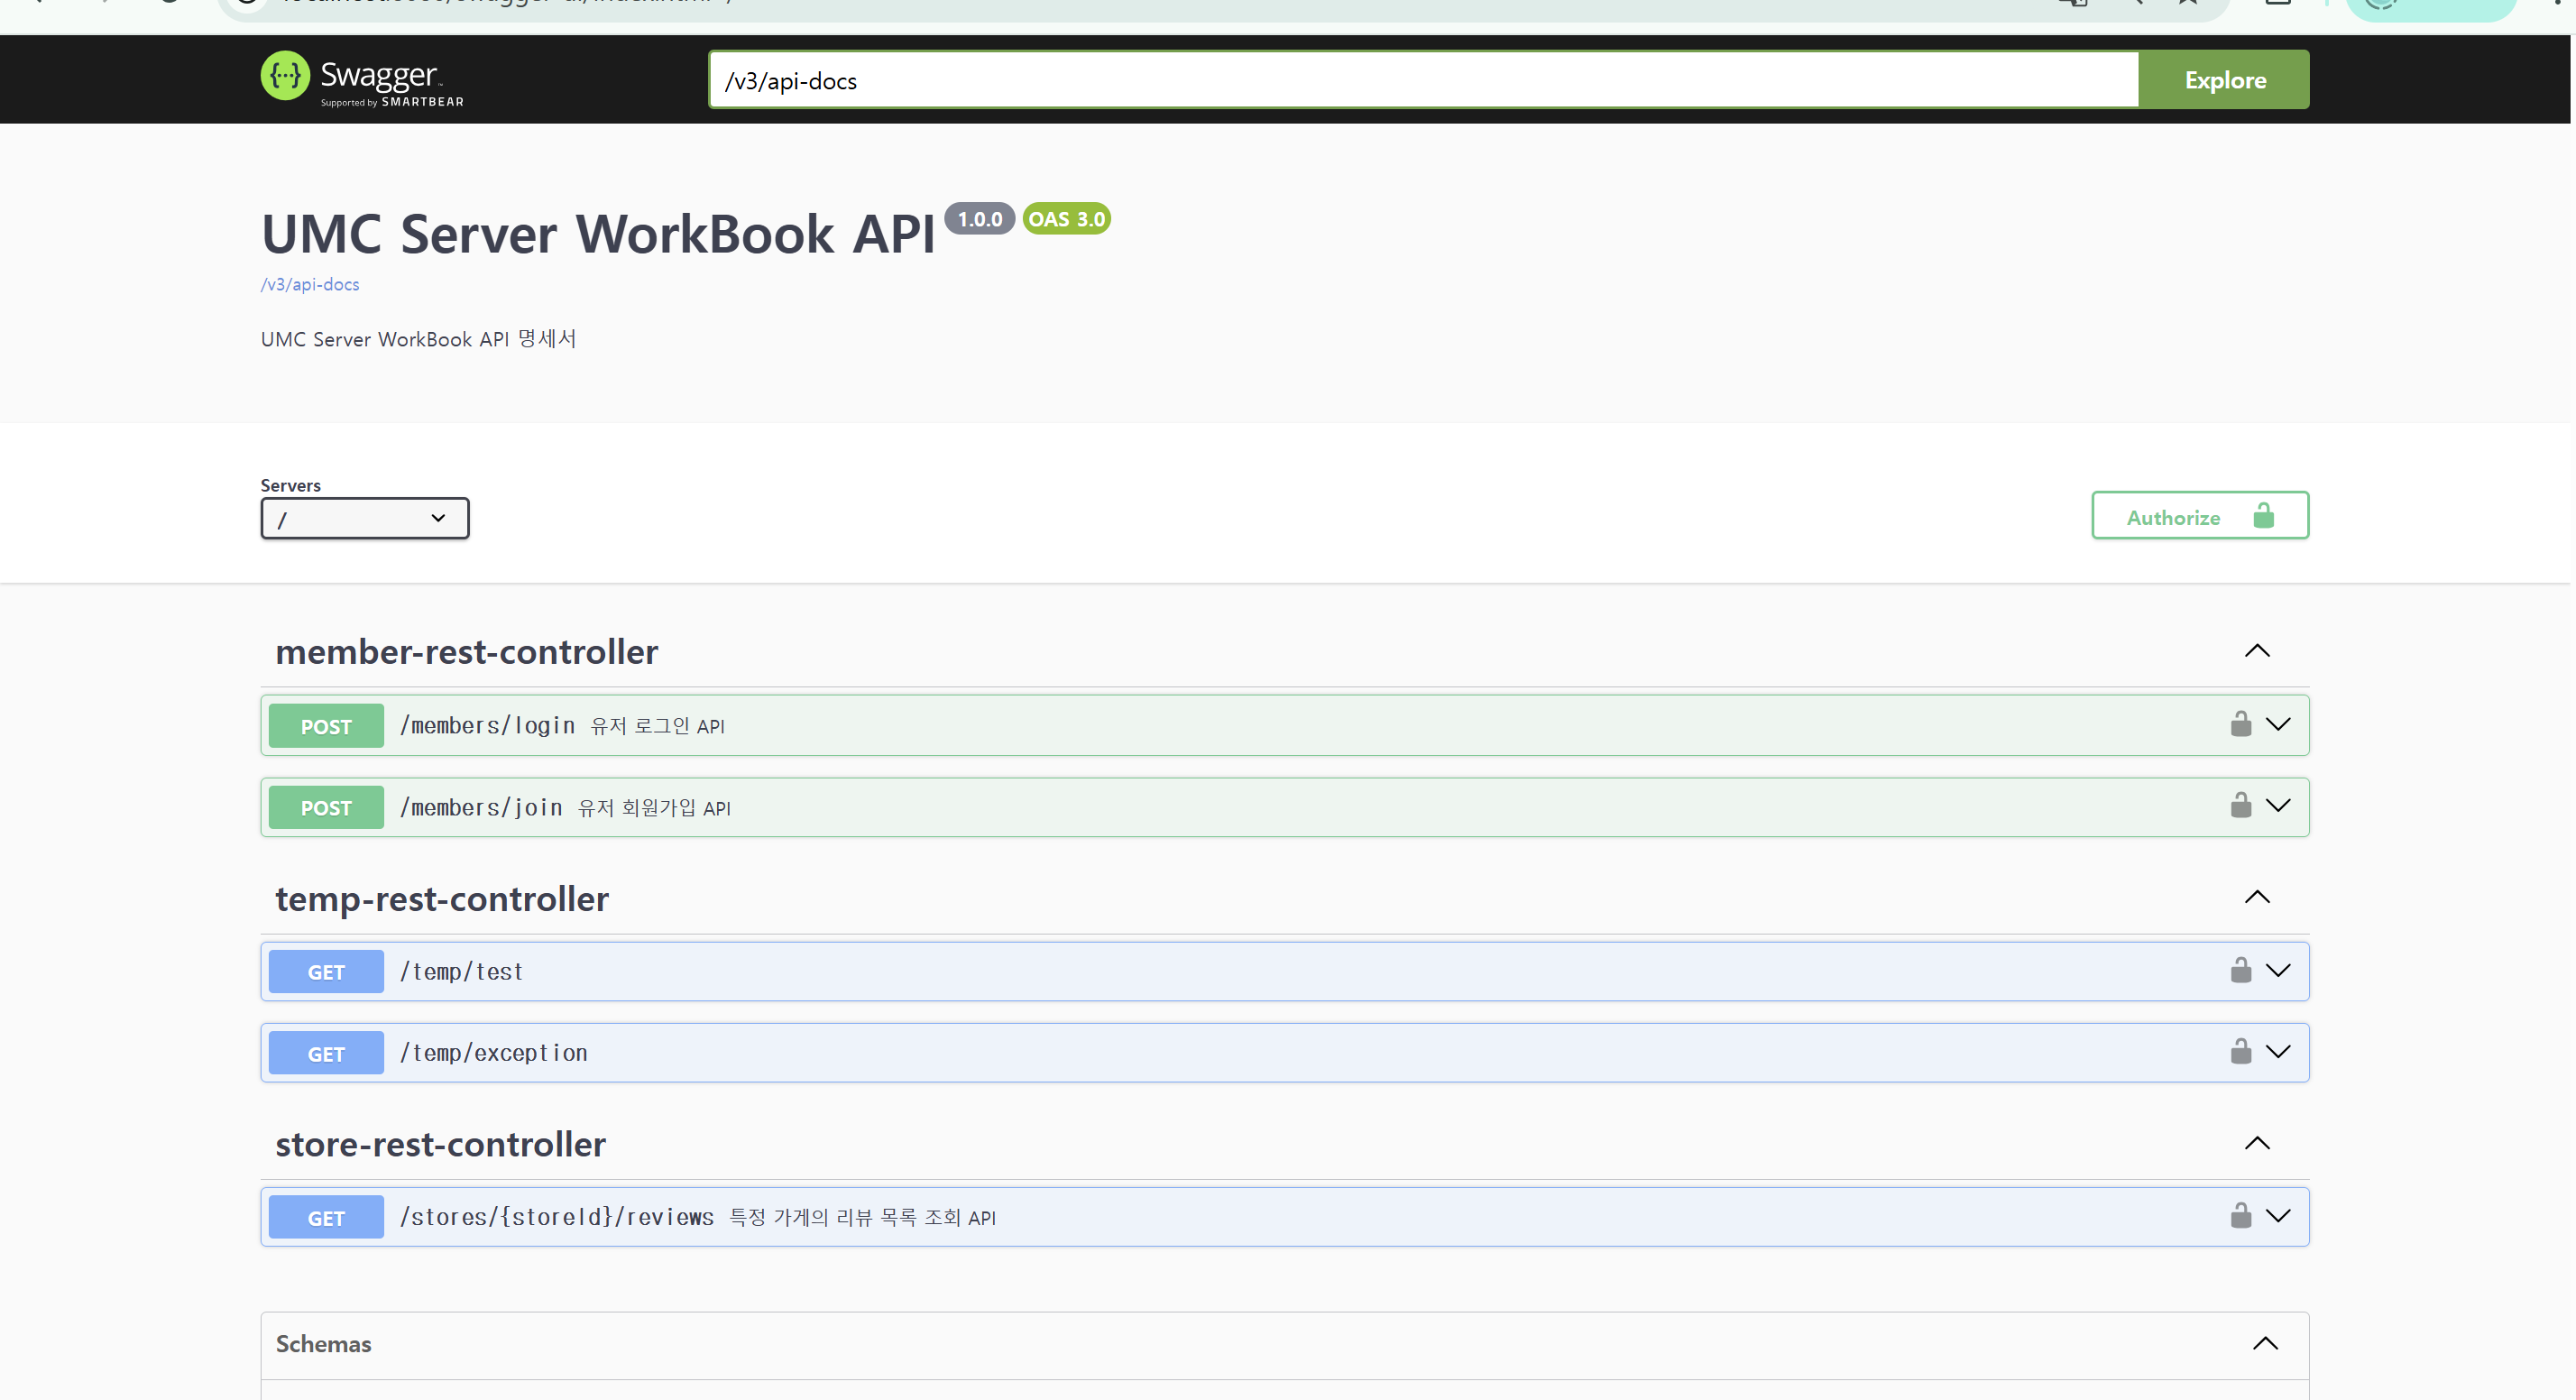 Swagger
Supported by SMARTBEAR
/v3/api-docs
Explore
UMC Server WorkBook API 1.0.0 OAS 3.0
/v3/api-docs
UMC Server WorkBook API 명세서
Servers
/
Authorize
member-rest-controller
POST /members/login 유저 로그인 API
POST /members/join 유저 회원가입 API
temp-rest-controller
GET /temp/test
GET /temp/exception
store-rest-controller
GET /stores/{storeId}/reviews 특정 가게의 리뷰 목록 조회 API
Schemas